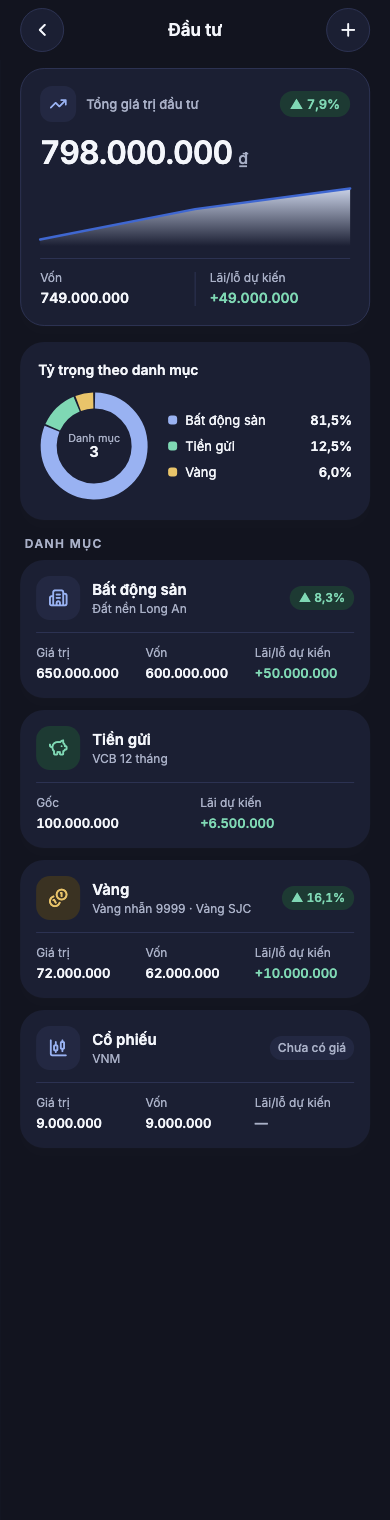 Đầu tư
Tổng giá trị đầu tư
▲ 7,9%
798.000.000 ₫
Vốn
Lãi/lỗ dự kiến
749.000.000
+49.000.000
Tỷ trọng theo danh mục
Danh mục
3
Bất động sản 81,5%
Tiền gửi 12,5%
Vàng 6,0%
DANH MỤC
Bất động sản
Đất nền Long An
▲ 8,3%
Giá trị Vốn Lãi/lỗ dự kiến
650.000.000 600.000.000 +50.000.000
Tiền gửi
VCB 12 tháng
Gốc Lãi dự kiến
100.000.000 +6.500.000
Vàng
Vàng nhẫn 9999 · Vàng SJC
▲ 16,1%
Giá trị Vốn Lãi/lỗ dự kiến
72.000.000 62.000.000 +10.000.000
Cổ phiếu
VNM
Chưa có giá
Giá trị Vốn Lãi/lỗ dự kiến
9.000.000 9.000.000 —